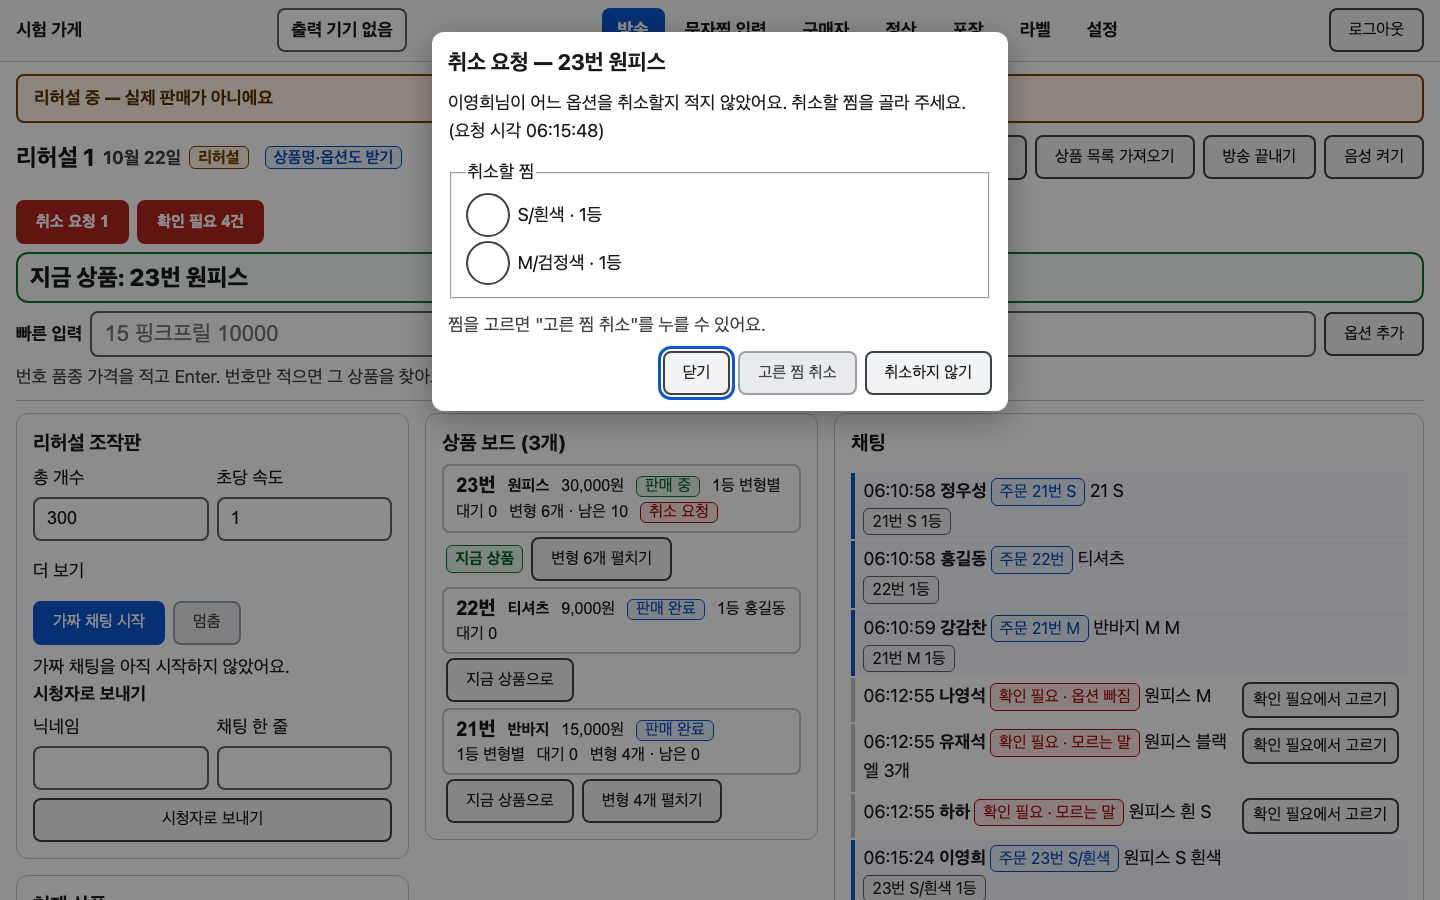 시험 가게
출력 기기 없음
방송 문자찜 입력 구매자 정산 포장 라벨 설정
로그아웃
리허설 중 — 실제 판매가 아니에요
리허설 1 10월 22일 리허설 상품명·옵션도 받기
상품 목록 가져오기
방송 끝내기
음성 켜기
취소 요청 1
확인 필요 4건
지금 상품: 23번 원피스
빠른 입력
15 핑크프릴 10000
옵션 추가
번호 품종 가격을 적고 Enter. 번호만 적으면 그 상품을 찾아
취소 요청 — 23번 원피스
이영희님이 어느 옵션을 취소할지 적지 않았어요. 취소할 찜을 골라 주세요.
(요청 시각 06:15:48)
취소할 찜
S/흰색 · 1등
M/검정색 · 1등
찜을 고르면 "고른 찜 취소"를 누를 수 있어요.
닫기
고른 찜 취소
취소하지 않기
리허설 조작판
총 개수 초당 속도
300 1
더 보기
가짜 채팅 시작 멈춤
가짜 채팅을 아직 시작하지 않았어요.
시청자로 보내기
닉네임 채팅 한 줄
시청자로 보내기
상품 보드 (3개)
23번 원피스 30,000원 판매 중 1등 변형별
대기 0 변형 6개 · 남은 10 취소 요청
지금 상품 변형 6개 펼치기
22번 티셔츠 9,000원 판매 완료 1등 홍길동
대기 0
지금 상품으로
21번 반바지 15,000원 판매 완료
1등 변형별 대기 0 변형 4개 · 남은 0
지금 상품으로 변형 4개 펼치기
채팅
06:10:58 정우성 주문 21번 S 21 S
21번 S 1등
06:10:58 홍길동 주문 22번 티셔츠
22번 1등
06:10:59 강감찬 주문 21번 M 반바지 M M
21번 M 1등
06:12:55 나영석 확인 필요 · 옵션 빠짐 원피스 M 확인 필요에서 고르기
06:12:55 유재석 확인 필요 · 모르는 말 원피스 블랙 확인 필요에서 고르기
엘 3개
06:12:55 하하 확인 필요 · 모르는 말 원피스 흰 S 확인 필요에서 고르기
06:15:24 이영희 주문 23번 S/흰색 원피스 S 흰색
23번 S/흰색 1등